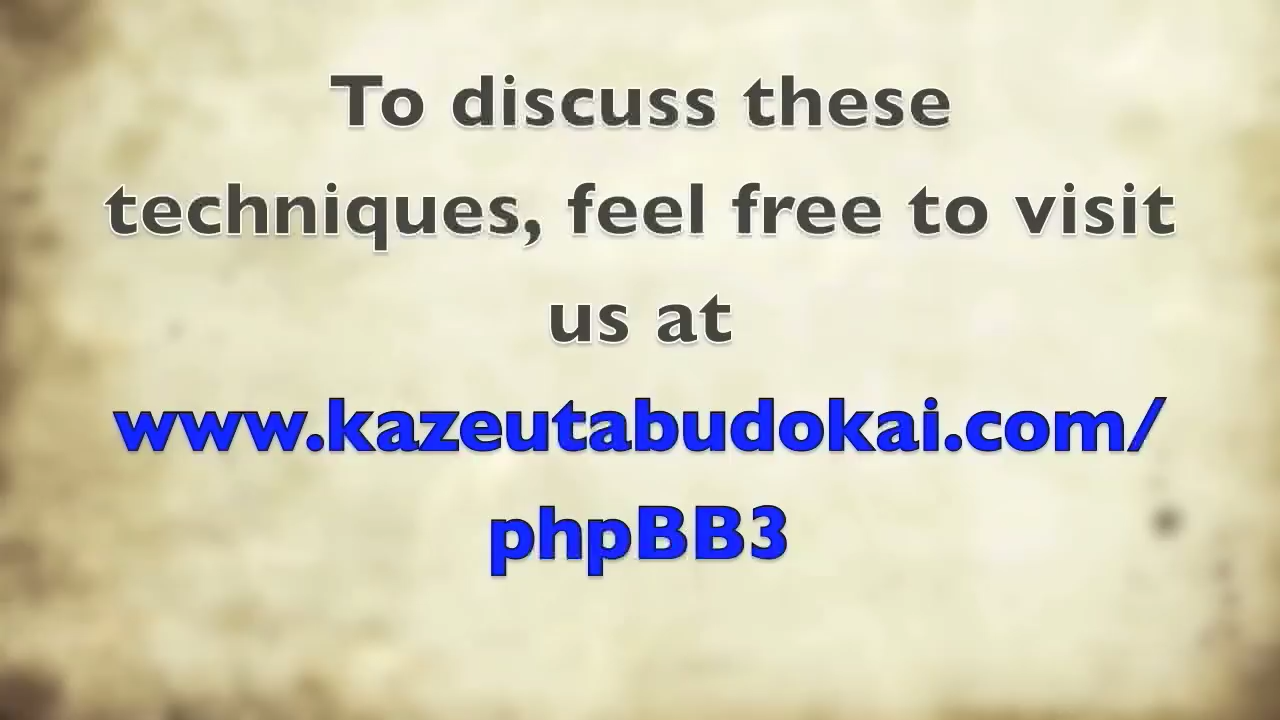 To discuss these
techniques, feel free to visit
us at
www.kazeutabudokai.com/
phpBB3